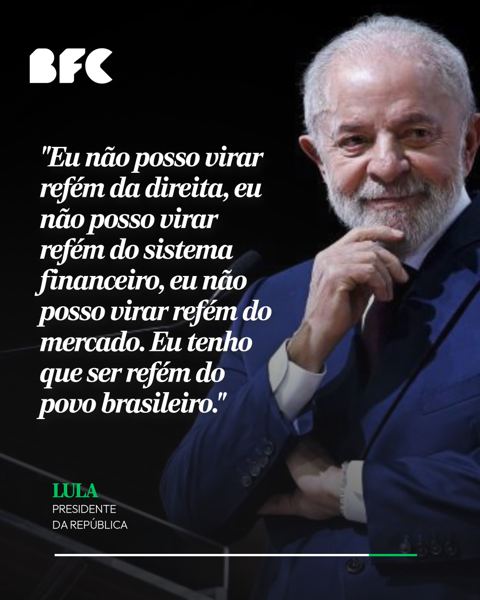 BFC
"Eu não posso virar
refém da direita, eu
não posso virar
refém do sistema
financeiro, eu não
posso virar refém do
mercado. Eu tenho
que ser refém do
povo brasileiro."
LULA
PRESIDENTE
DA REPÚBLICA